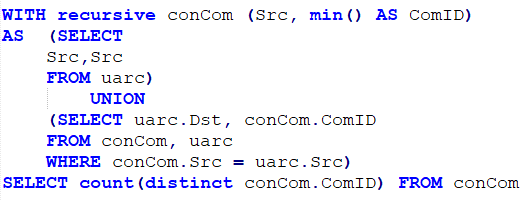 WITH recursive conCom (Src, min() AS ComID)
AS (SELECT
Src,Src
FROM uarc)
UNION
(SELECT uarc.Dst, conCom.ComID
FROM conCom, uarc
WHERE conCom.Src = uarc.Src)
SELECT count(distinct conCom.ComID) FROM conCom